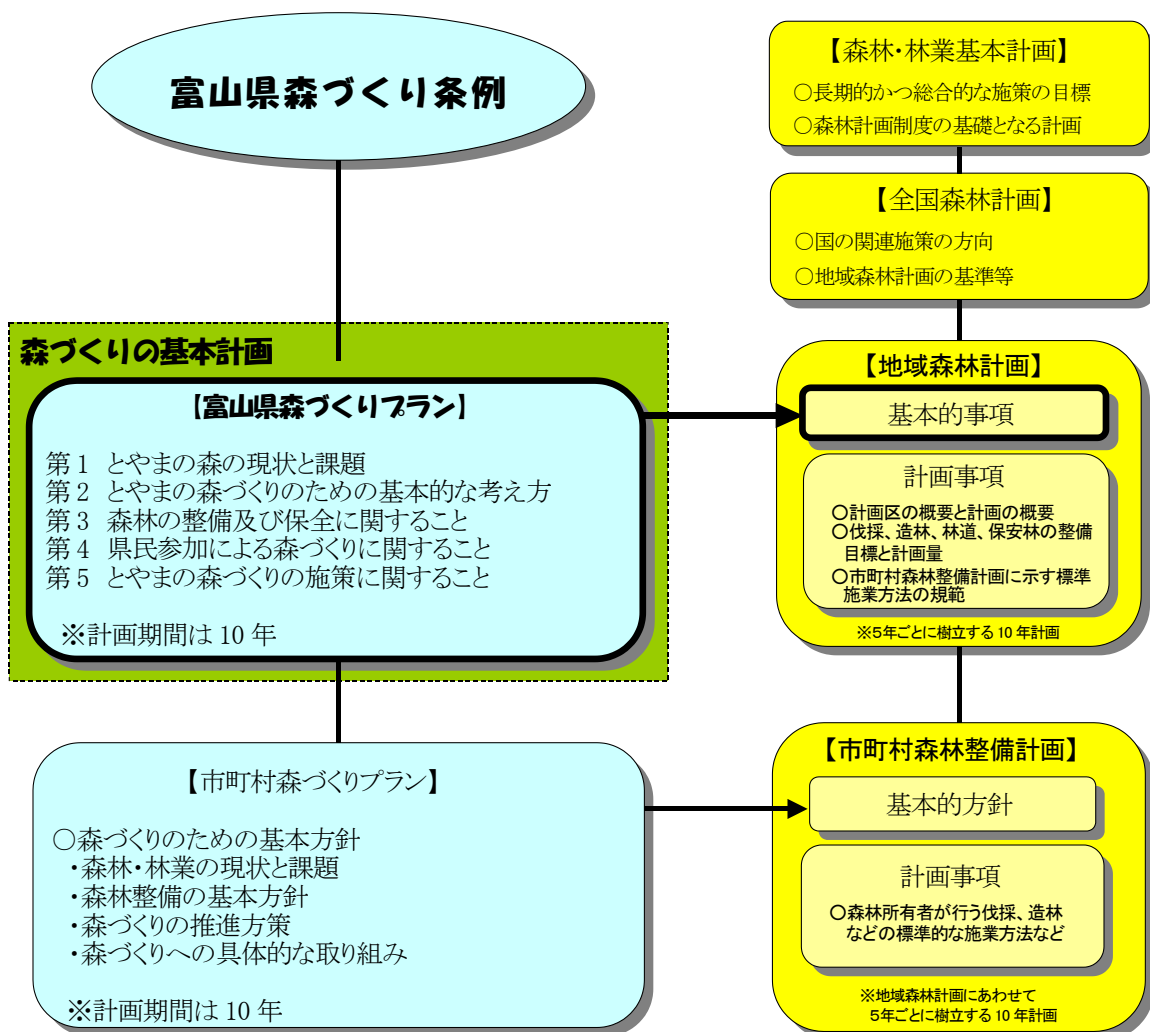 富山県森づくり条例
【森林・林業基本計画】
○長期的かつ総合的な施策の目標
○森林計画制度の基礎となる計画
【全国森林計画】
○国の関連施策の方向
○地域森林計画の基準等
森づくりの基本計画
【富山県森づくりプラン】
第1 とやまの森の現状と課題
第2 とやまの森づくりのための基本的な考え方
第3 森林の整備及び保全に関すること
第4 県民参加による森づくりに関すること
第5 とやまの森づくりの施策に関すること
※計画期間は 10 年
【地域森林計画】
基本的事項
計画事項
○計画区の概要と計画の概要
○伐採、造林、林道、保安林の整備
目標と計画量
○市町村森林整備計画に示す標準
施業方法の規範
※5年ごとに樹立する 10 年計画
【市町村森づくりプラン】
○森づくりのための基本方針
・森林・林業の現状と課題
・森林整備の基本方針
・森づくりの推進方策
・森づくりへの具体的な取り組み
※計画期間は 10 年
【市町村森林整備計画】
基本的方針
計画事項
○森林所有者が行う伐採、造林
などの標準的な施業方法など
※地域森林計画にあわせて
5年ごとに樹立する 10 年計画